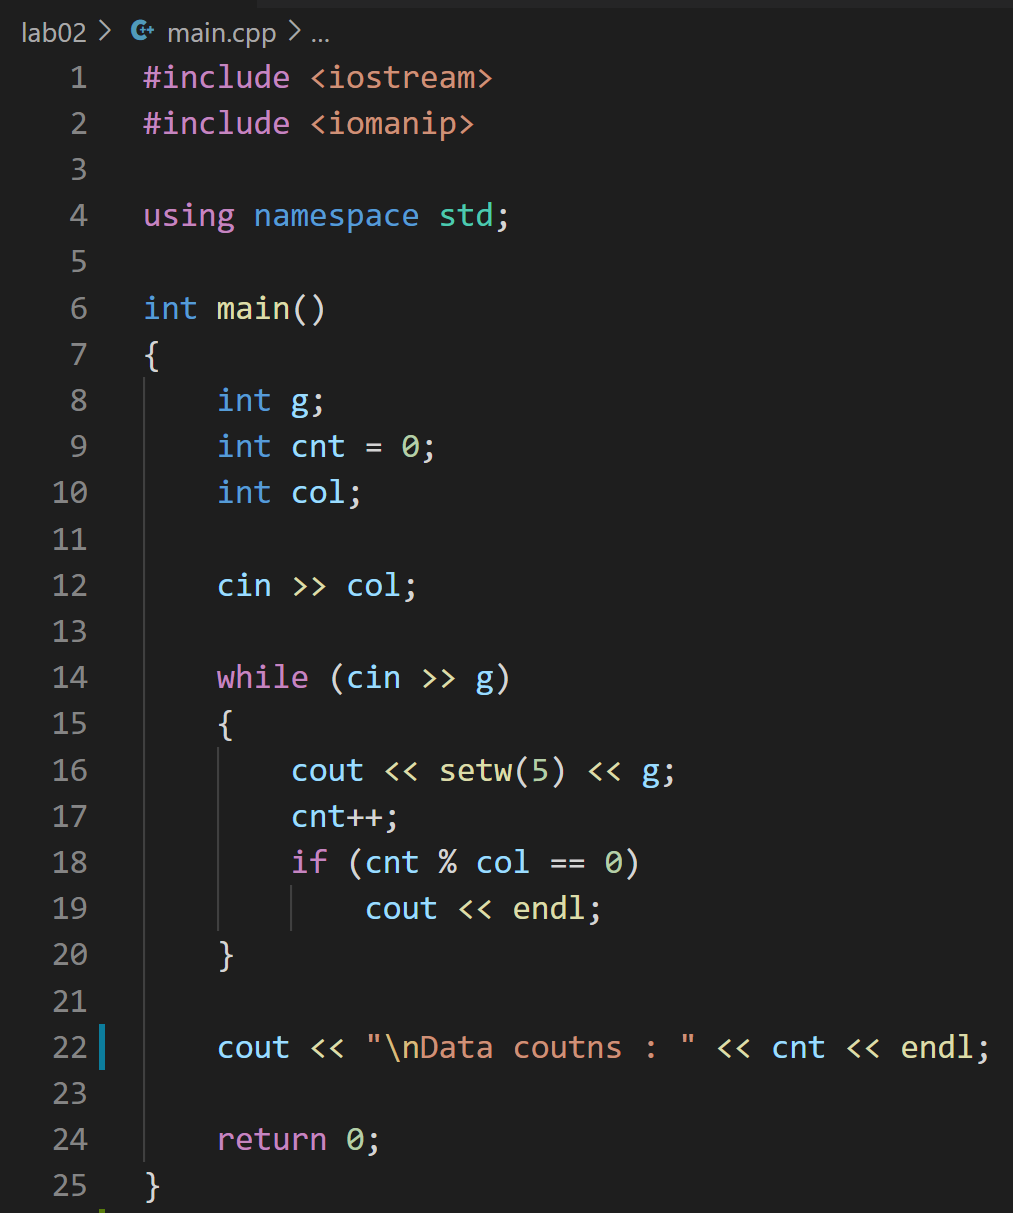 lab02 > C++ main.cpp > ...
1 #include <iostream>
2 #include <iomanip>
3
4 using namespace std;
5
6 int main()
7 {
8     int g;
9     int cnt = 0;
10     int col;
11
12     cin >> col;
13
14     while (cin >> g)
15     {
16         cout << setw(5) << g;
17         cnt++;
18         if (cnt % col == 0)
19             cout << endl;
20     }
21
22     cout << "\nData coutns : " << cnt << endl;
23
24     return 0;
25 }